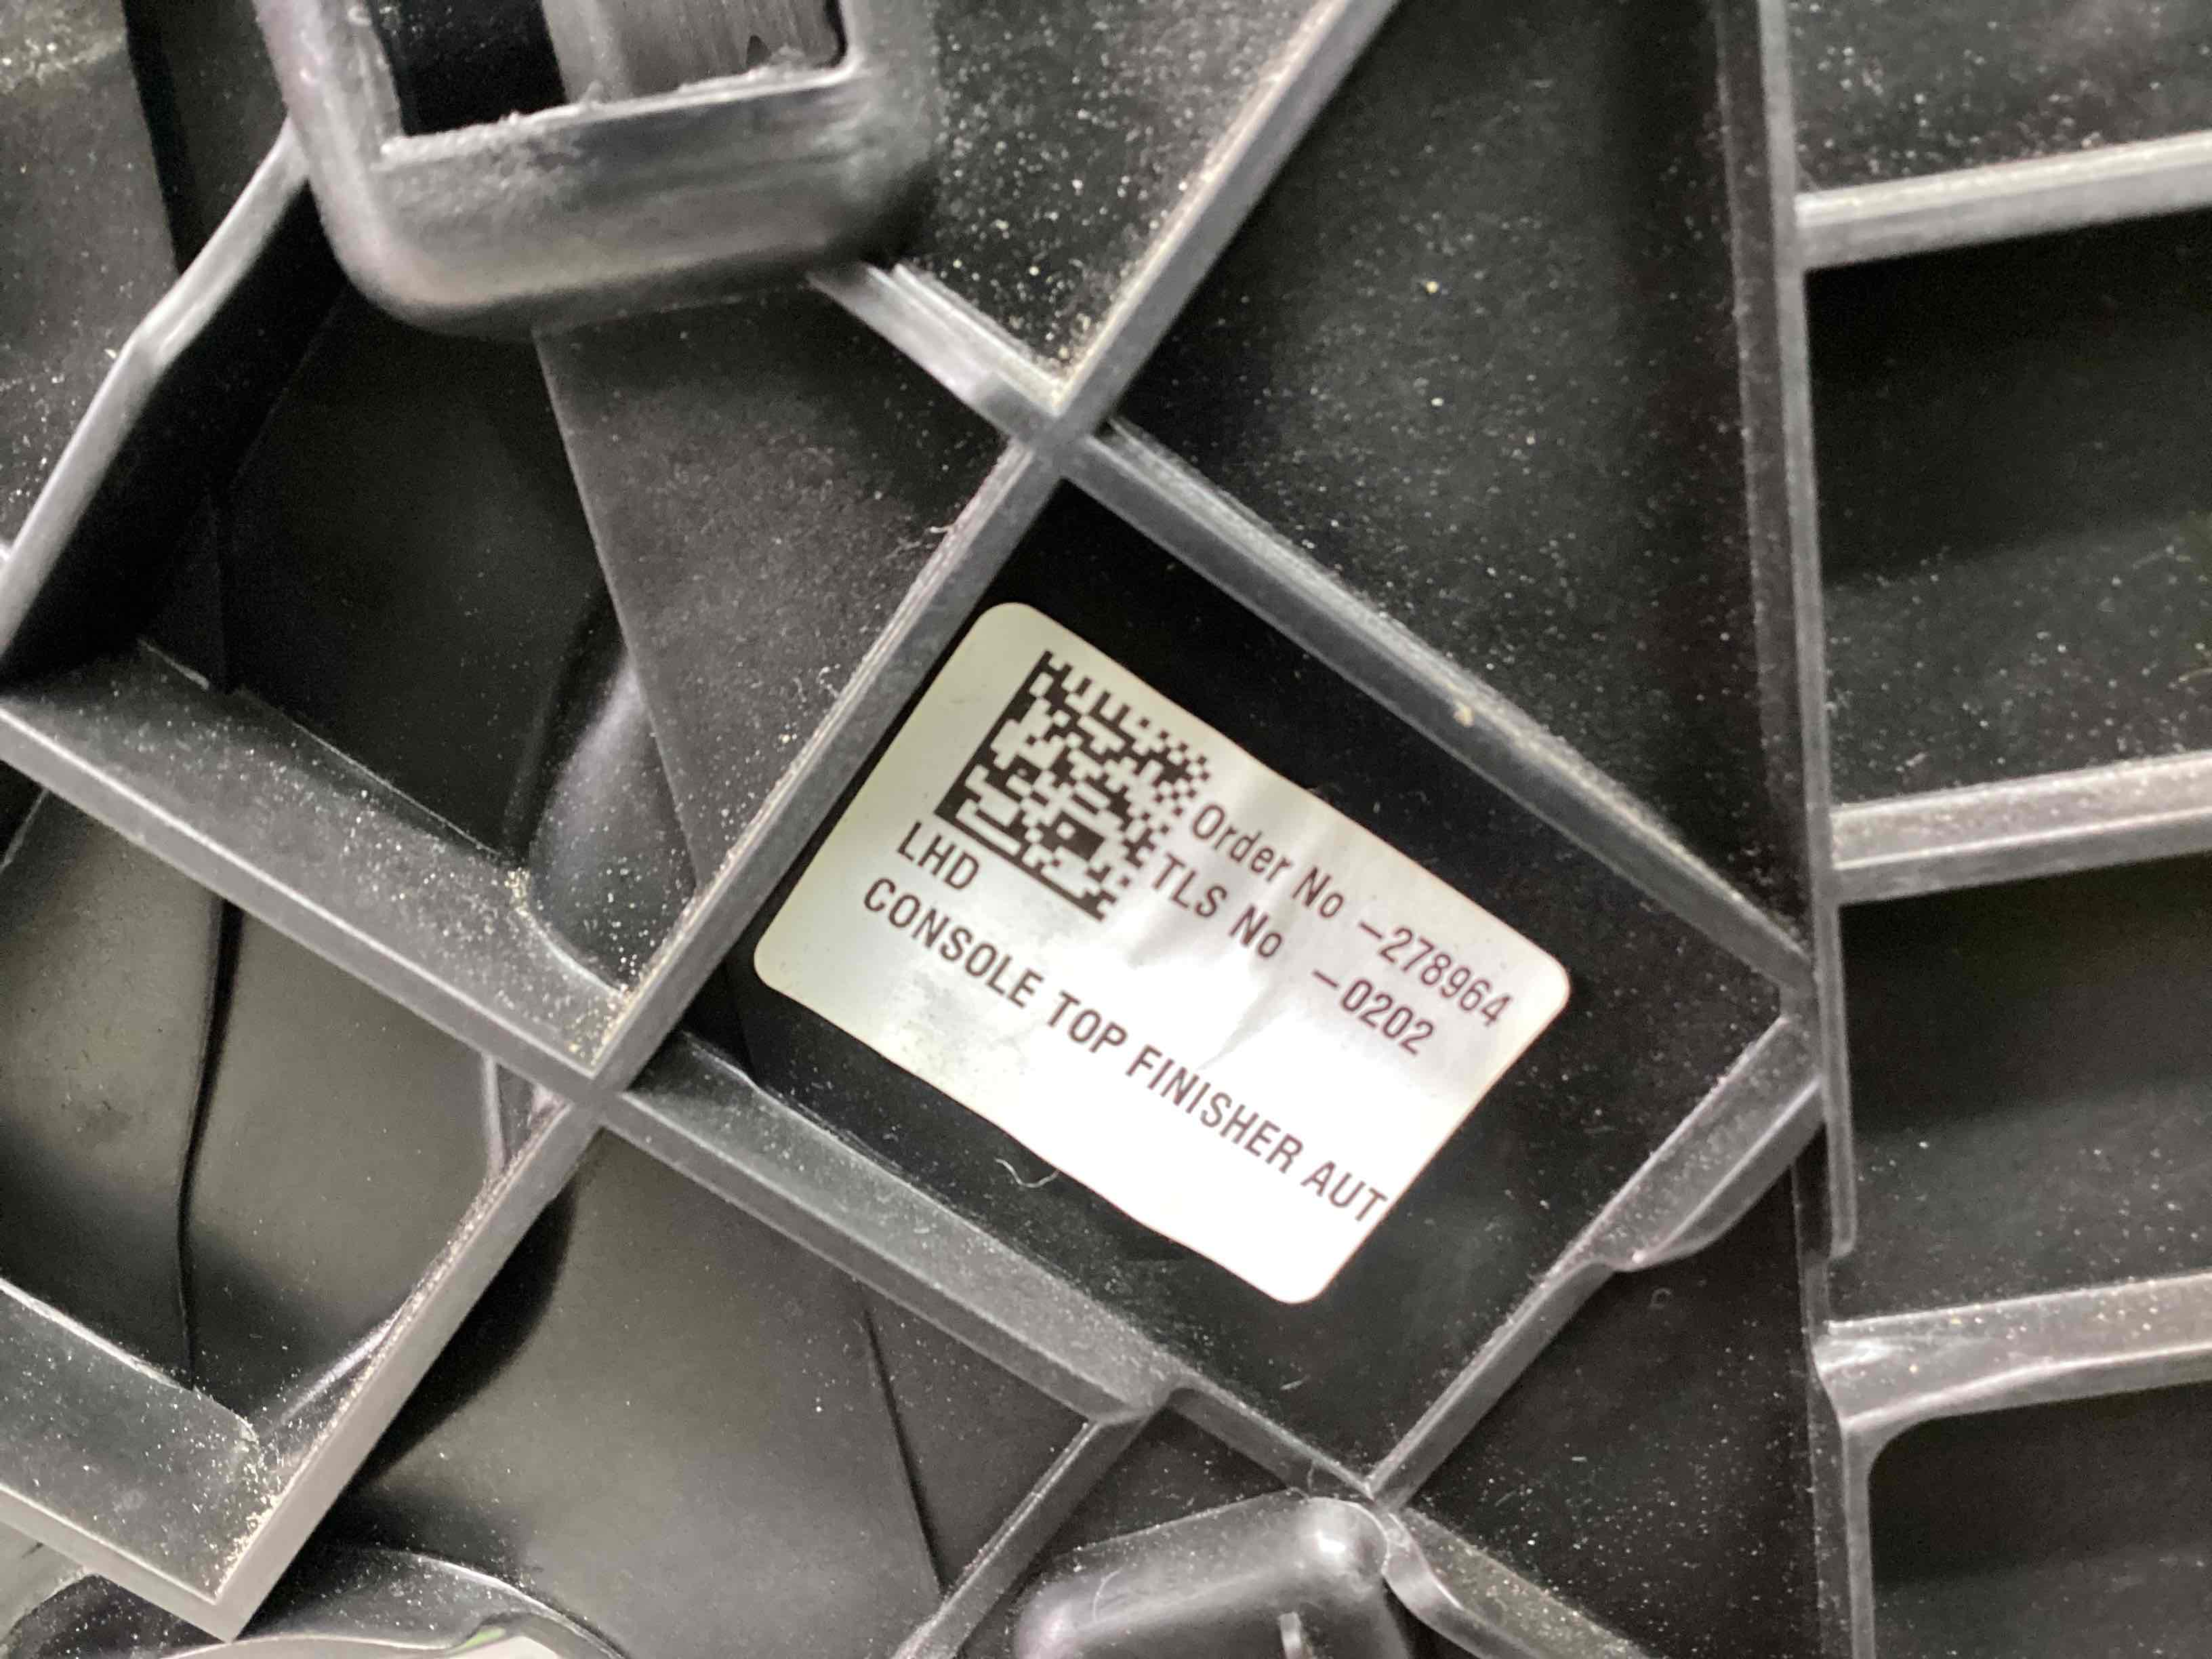 Order No -278964
TLS No -0202
LHD
CONSOLE TOP FINISHER AUT